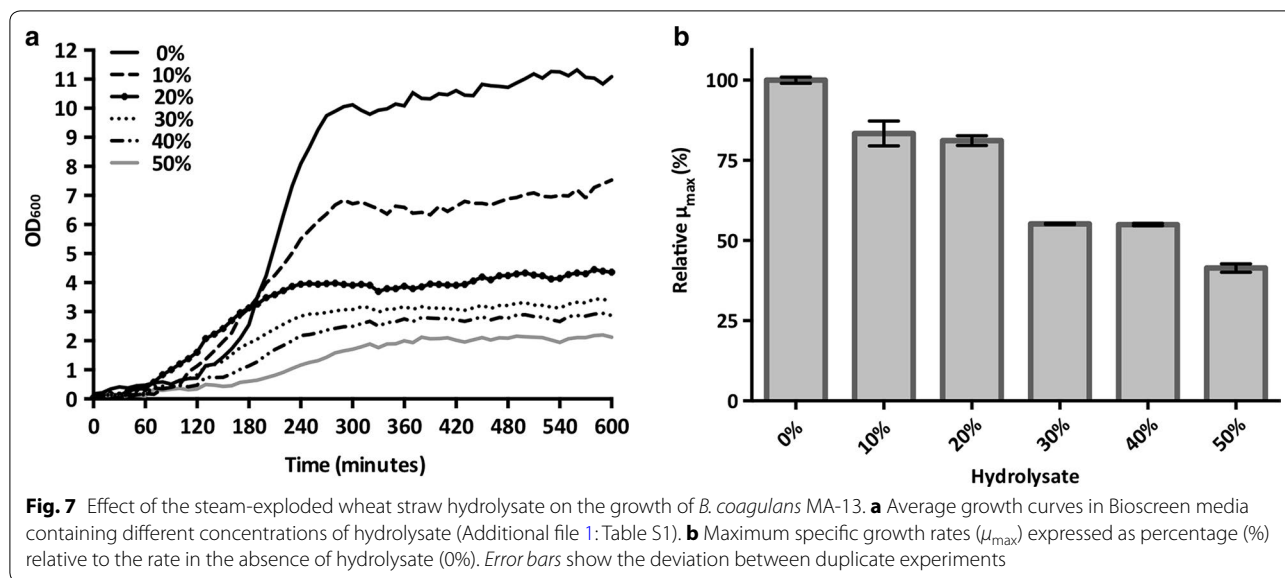 a
12
11
10
9
8
7
6
5
4
3
2
1
0
OD600
0%
10%
20%
30%
40%
50%
0 60 120 180 240 300 360 420 480 540 600
Time (minutes)
b
100
75
50
25
0
Relative μmax (%)
0% 10% 20% 30% 40% 50%
Hydrolysate
Fig. 7 Effect of the steam-exploded wheat straw hydrolysate on the growth of B. coagulans MA-13. a Average growth curves in Bioscreen media
containing different concentrations of hydrolysate (Additional file 1: Table S1). b Maximum specific growth rates (μmax) expressed as percentage (%)
relative to the rate in the absence of hydrolysate (0%). Error bars show the deviation between duplicate experiments